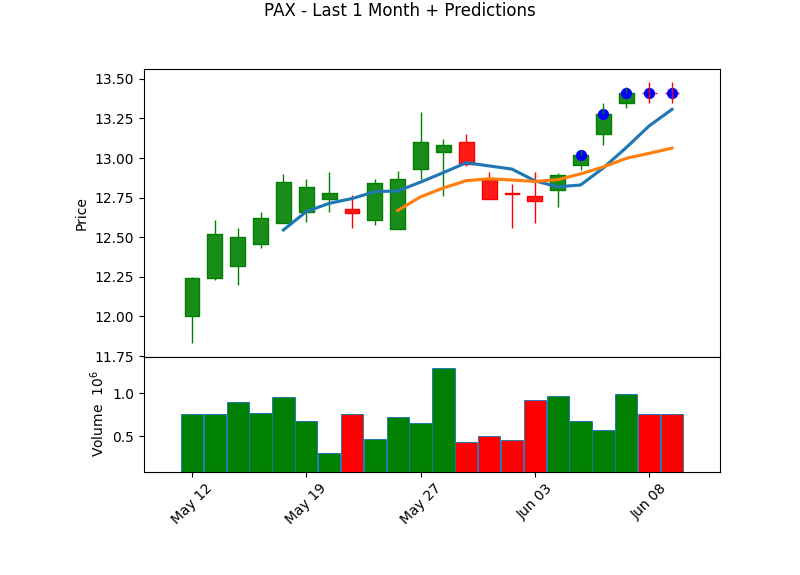 PAX - Last 1 Month + Predictions
13.50
13.25
13.00
12.75
12.50
12.25
12.00
11.75
Price
1.0
0.5
Volume 10^6
May 12
May 19
May 27
Jun 03
Jun 08